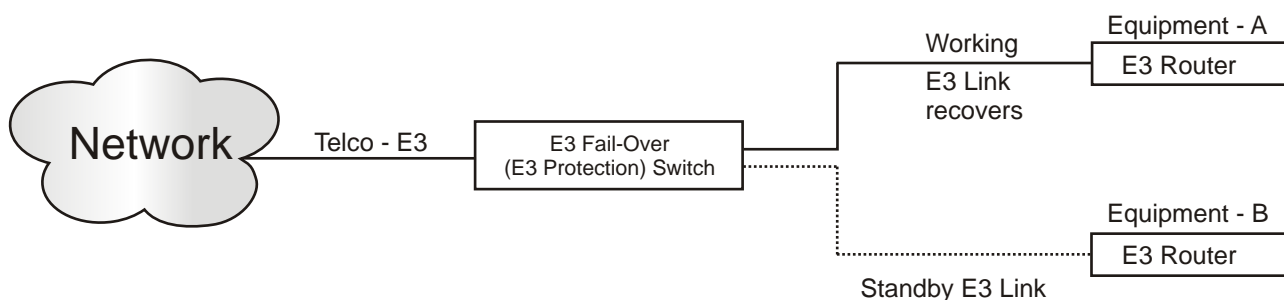 Network
Telco - E3
E3 Fail-Over
(E3 Protection) Switch
Working
E3 Link
recovers
Equipment - A
E3 Router
Equipment - B
E3 Router
Standby E3 Link